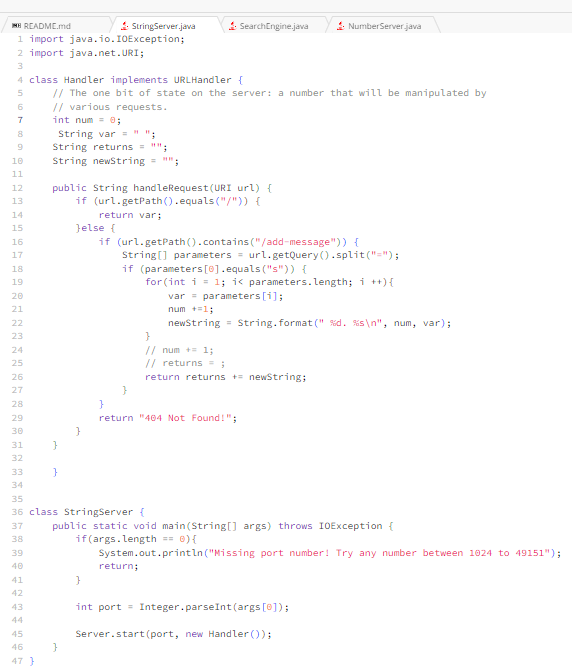 README.md StringServer.java SearchEngine.java NumberServer.java
1 import java.io.IOException;
2 import java.net.URI;
3
4 class Handler implements URLHandler {
5     // The one bit of state on the server: a number that will be manipulated by
6     // various requests.
7     int num = 0;
8      String var = " ";
9     String returns = "";
10     String newString = "";
11
12     public String handleRequest(URI url) {
13         if (url.getPath().equals("/")) {
14             return var;
15         }else {
16             if (url.getPath().contains("/add-message")) {
17                 String[] parameters = url.getQuery().split("=");
18                 if (parameters[0].equals("s")) {
19                     for(int i = 1; i< parameters.length; i ++){
20                         var = parameters[i];
21                         num +=1;
22                         newString = String.format(" %d. %s\n", num, var);
23                     }
24                     // num += 1;
25                     // returns = ;
26                     return returns += newString;
27                 }
28             }
29             return "404 Not Found!";
30         }
31     }
32
33     }
34
35
36 class StringServer {
37     public static void main(String[] args) throws IOException {
38         if(args.length == 0){
39             System.out.println("Missing port number! Try any number between 1024 to 49151");
40             return;
41         }
42
43         int port = Integer.parseInt(args[0]);
44
45         Server.start(port, new Handler());
46     }
47 }